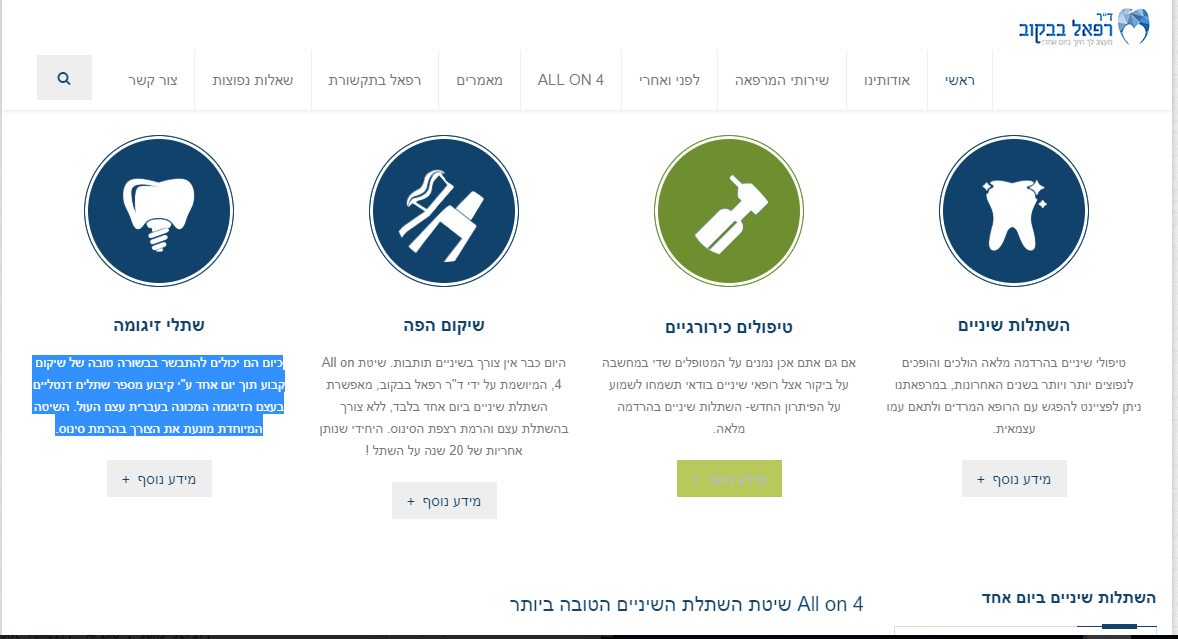 ד"ר
רפאל בבקוב
מעצב לך חיוך ביום אחד!
ראשי
אודותינו
שירותי המרפאה
לפני ואחרי
ALL ON 4
מאמרים
רפאל בתקשורת
שאלות נפוצות
צור קשר
השתלות שיניים
טיפולי שיניים בהרדמה מלאה הולכים והופכים
לנפוצים יותר ויותר בשנים האחרונות, במרפאתנו
ניתן לפציינט להפגש עם הרופא המרדים ולתאם עמו
עצמאית.
מידע נוסף +
טיפולים כירורגיים
אם גם אתם אכן נמנים על המטופלים שדי במחשבה
על ביקור אצל רופאי שיניים בודאי תשמחו לשמוע
על הפיתרון החדש- השתלות שיניים בהרדמה
מלאה.
מידע נוסף +
שיקום הפה
היום כבר אין צורך בשיניים תותבות. שיטת All on
4, המיושמת על ידי ד"ר רפאל בבקוב, מאפשרת
השתלת שיניים ביום אחד בלבד, ללא צורך
בהשתלת עצם והרמת רצפת הסינוס. היחידי שנותן
אחריות של 20 שנה על השתל !
מידע נוסף +
שתלי זיגומה
כיום הם יכולים להתבשר בבשורה טובה של שיקום
קבוע תוך יום אחד ע"י קיבוע מספר שתלים דנטליים
בעצם הזיגומה המכונה בעברית עצם העול. השיטה
המיוחדת מונעת את הצורך בהרמת סינוס.
מידע נוסף +
השתלות שיניים ביום אחד
All on 4 שיטת השתלת השיניים הטובה ביותר